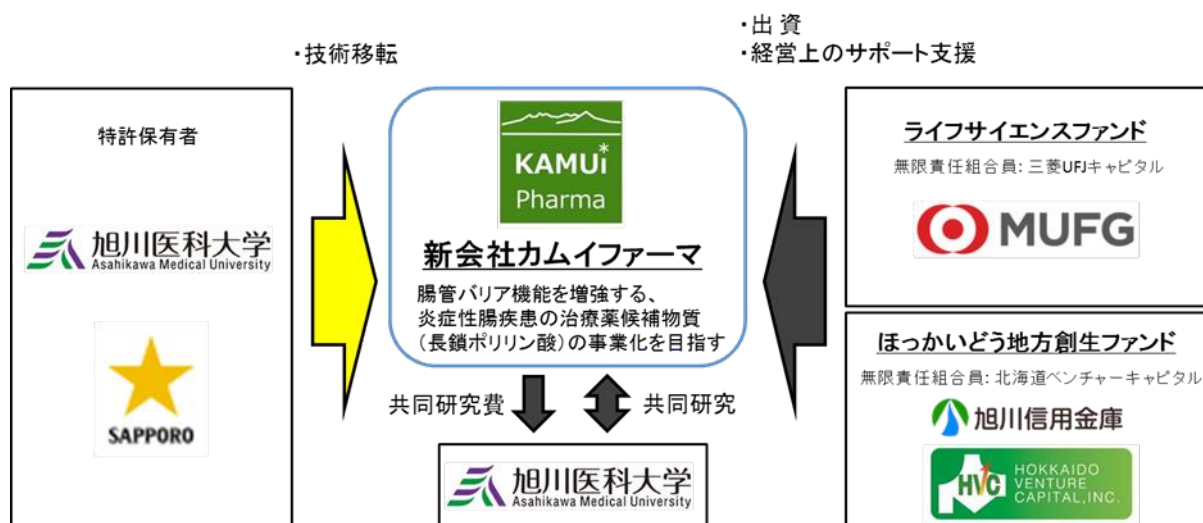 ・技術移転
・出 資
・経営上のサポート支援
特許保有者
旭川医科大学
Asahikawa Medical University
SAPPORO
KAMUi
Pharma
新会社カムイファーマ
腸管バリア機能を増強する、
炎症性腸疾患の治療薬候補物質
（長鎖ポリリン酸）の事業化を目指す
共同研究費
共同研究
旭川医科大学
Asahikawa Medical University
ライフサイエンスファンド
無限責任組合員: 三菱UFJキャピタル
MUFG
ほっかいどう地方創生ファンド
無限責任組合員: 北海道ベンチャーキャピタル
旭川信用金庫
HVC
HOKKAIDO
VENTURE
CAPITAL,INC.